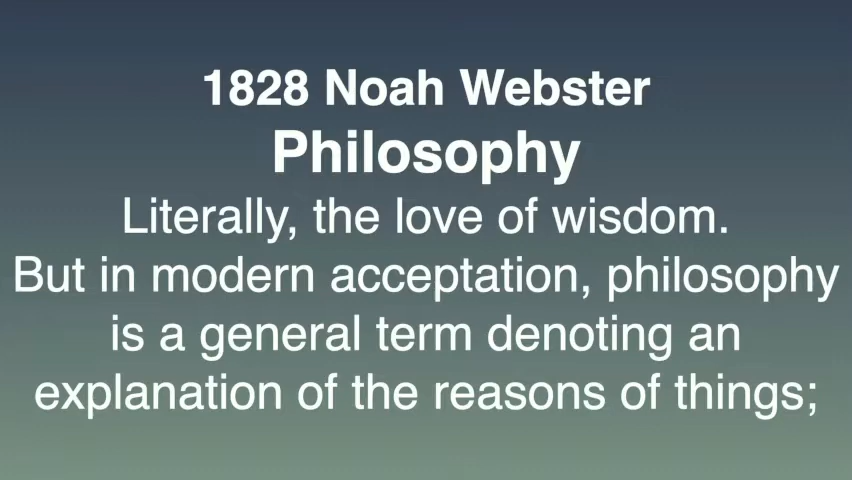 1828 Noah Webster
Philosophy
Literally, the love of wisdom.
But in modern acceptation, philosophy
is a general term denoting an
explanation of the reasons of things;